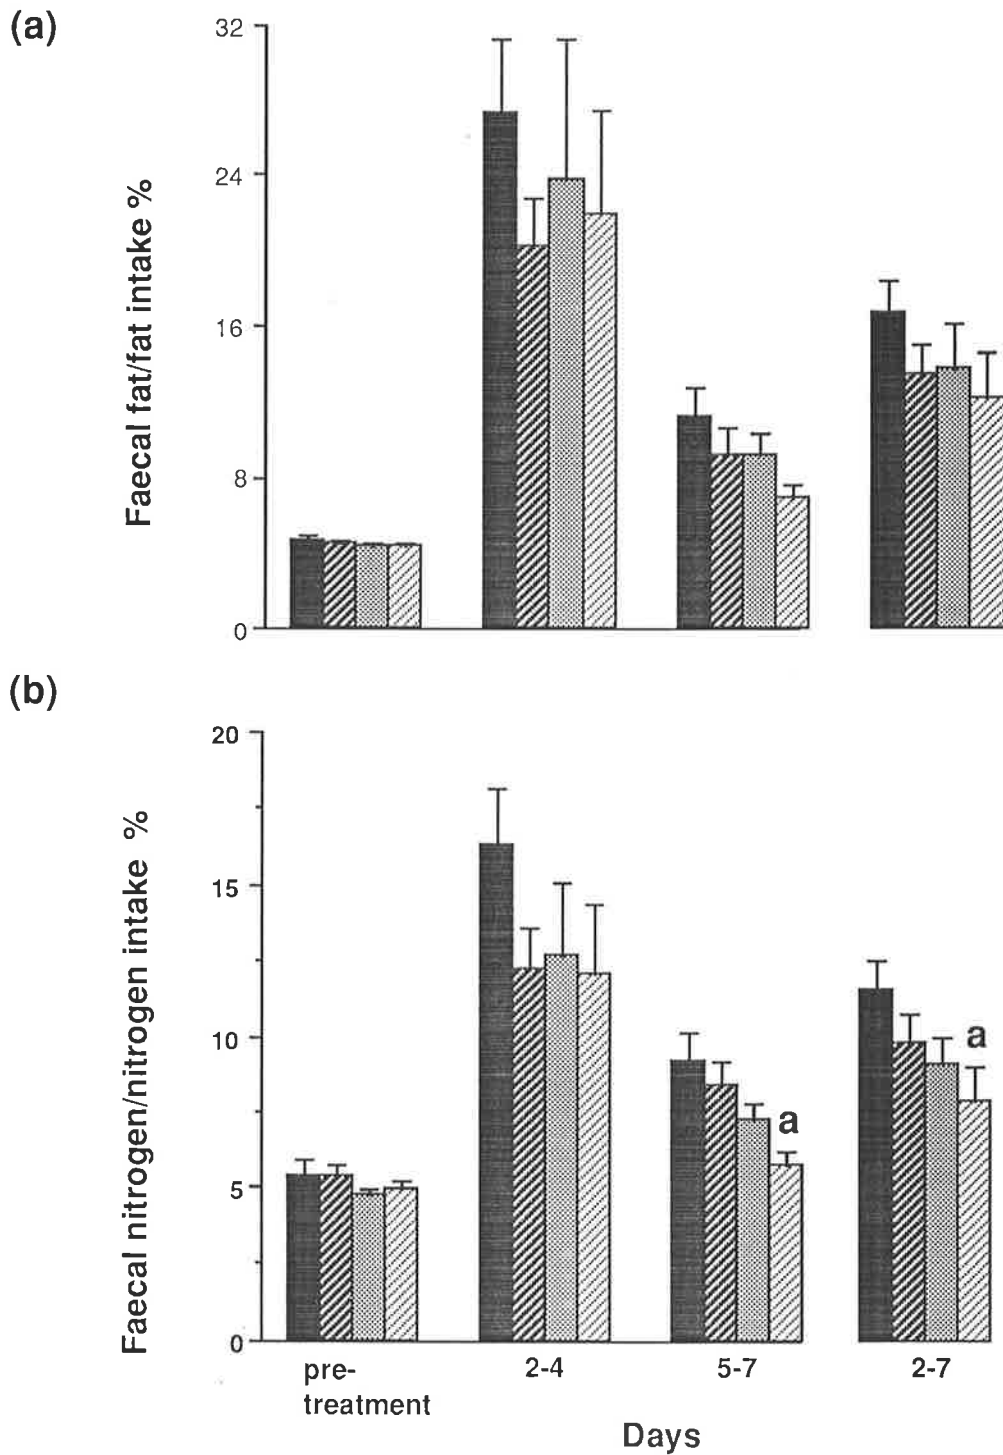 (a)
Faecal fat/fat intake %
32
24
16
8
0
(b)
Faecal nitrogen/nitrogen intake %
20
15
10
5
0
a
a
pre-
treatment
2-4
5-7
2-7
Days